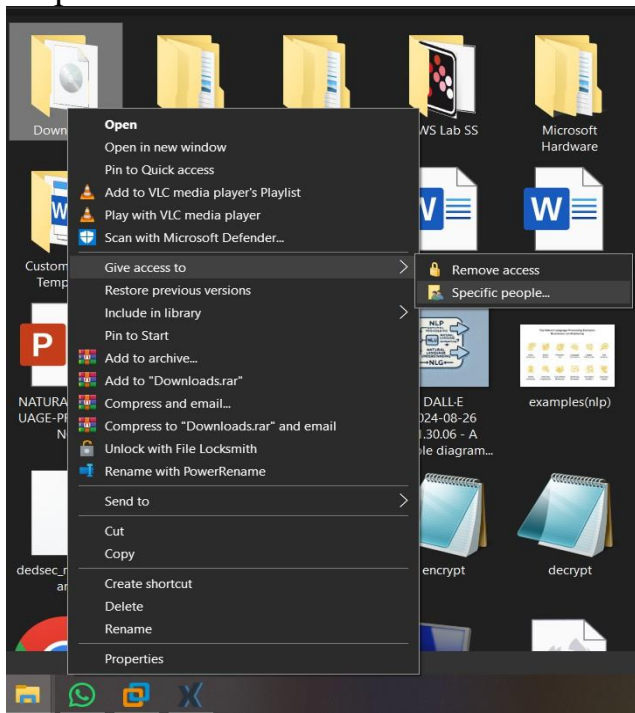 Down
WS Lab SS
Microsoft
Hardware
Open
Open in new window
Pin to Quick access
Add to VLC media player's Playlist
Play with VLC media player
Scan with Microsoft Defender...
Give access to
Restore previous versions
Include in library
Pin to Start
Add to archive...
Add to "Downloads.rar"
Compress and email...
Compress to "Downloads.rar" and email
Unlock with File Locksmith
Rename with PowerRename
Send to
Cut
Copy
Create shortcut
Delete
Rename
Properties
Remove access
Specific people...
Custom
Temp
W
W
W
P
NATURA
UAGE-P
N
NLP
NLG
DALL·E
024-08-26
.30.06 - A
le diagram...
examples(nlp)
dedsec_r
ar
encrypt
decrypt